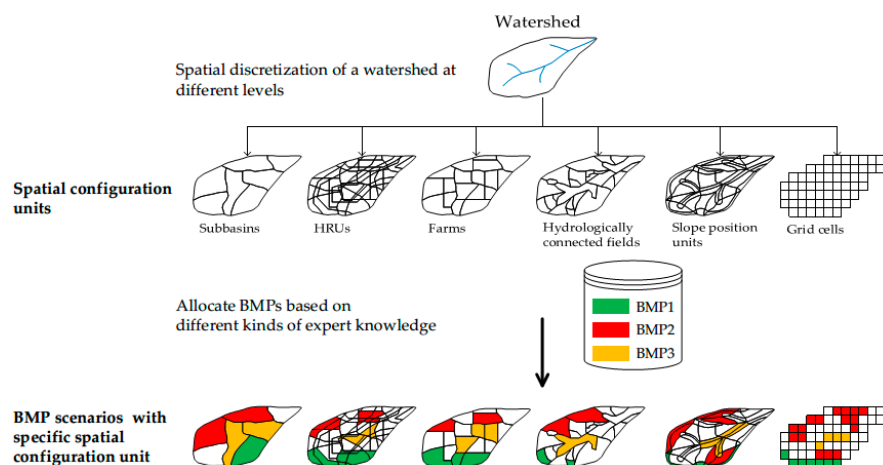 Watershed
Spatial discretization of a watershed at
different levels
Spatial configuration
units
Subbasins
HRUs
Farms
Hydrologically
connected fields
Slope position
units
Grid cells
Allocate BMPs based on
different kinds of expert knowledge
BMP1
BMP2
BMP3
BMP scenarios with
specific spatial
configuration unit